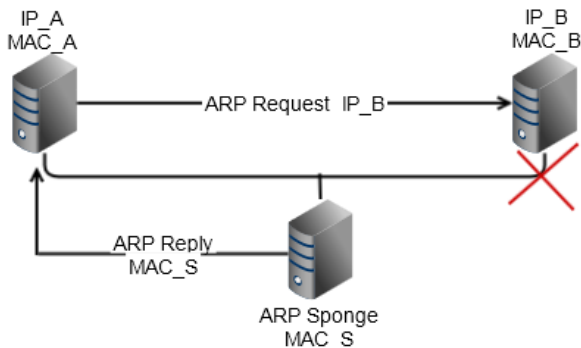 IP_A
MAC_A
IP_B
MAC_B
ARP Request IP_B
ARP Reply
MAC_S
ARP Sponge
MAC_S